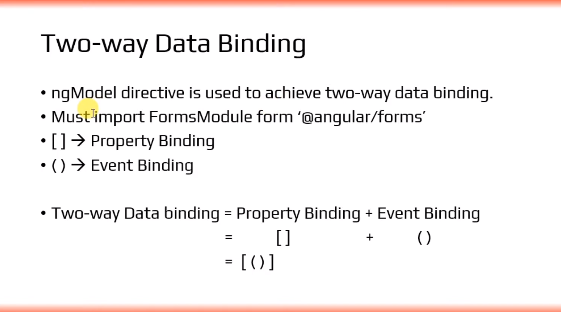 Two-way Data Binding
• ngModel directive is used to achieve two-way data binding.
• Must import FormsModule form ‘@angular/forms’
• [ ] → Property Binding
• ( ) → Event Binding
• Two-way Data binding = Property Binding + Event Binding
= [ ] + ( )
= [ ( ) ]